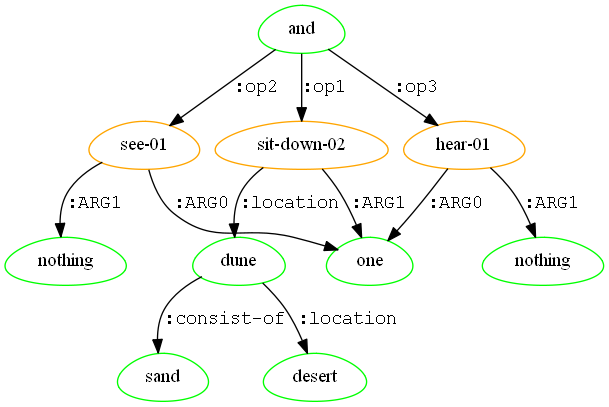 and
:op2 :op1 :op3
see-01 sit-down-02 hear-01
:ARG1 :ARG0 :location :ARG1 :ARG0 :ARG1
nothing dune one nothing
:consist-of :location
sand desert